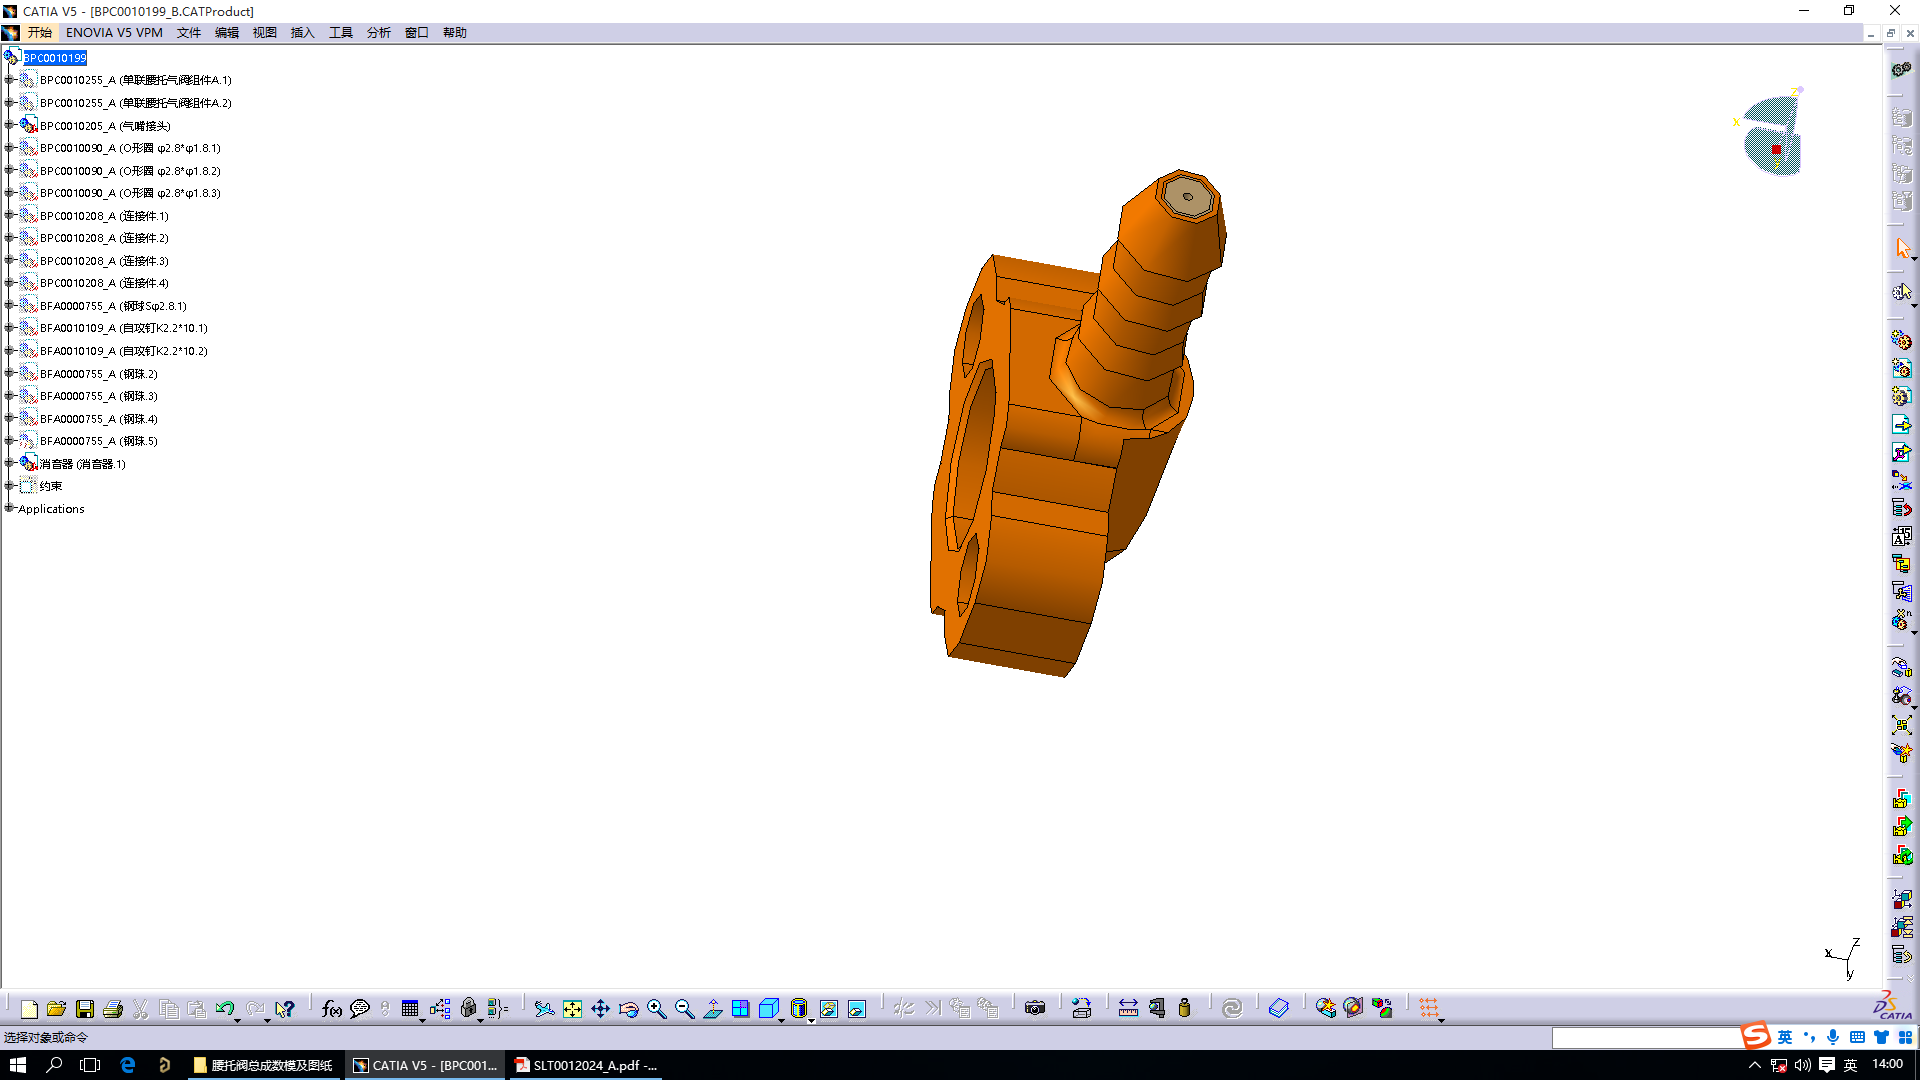 CATIA V5 - [BPC0010199_B.CATProduct]
开始 ENOVIA V5 VPM 文件 编辑 视图 插入 工具 分析 窗口 帮助
BPC0010199
BPC0010255_A (单联腰托气阀组件A.1)
BPC0010255_A (单联腰托气阀组件A.2)
BPC0010205_A (气嘴接头)
BPC0010090_A (O形圈 φ2.8*φ1.8.1)
BPC0010090_A (O形圈 φ2.8*φ1.8.2)
BPC0010090_A (O形圈 φ2.8*φ1.8.3)
BPC0010208_A (连接件.1)
BPC0010208_A (连接件.2)
BPC0010208_A (连接件.3)
BPC0010208_A (连接件.4)
BFA0000755_A (钢球Sφ2.8.1)
BFA0010109_A (自攻钉K2.2*10.1)
BFA0010109_A (自攻钉K2.2*10.2)
BFA0000755_A (钢珠.2)
BFA0000755_A (钢珠.3)
BFA0000755_A (钢珠.4)
BFA0000755_A (钢珠.5)
消音器 (消音器.1)
约束
Applications
z
x
z
x
y
CATIA
选择对象或命令
英
腰托阀总成数模及图纸
CATIA V5 - [BPC001...
SLT0012024_A.pdf -...
英
14:00